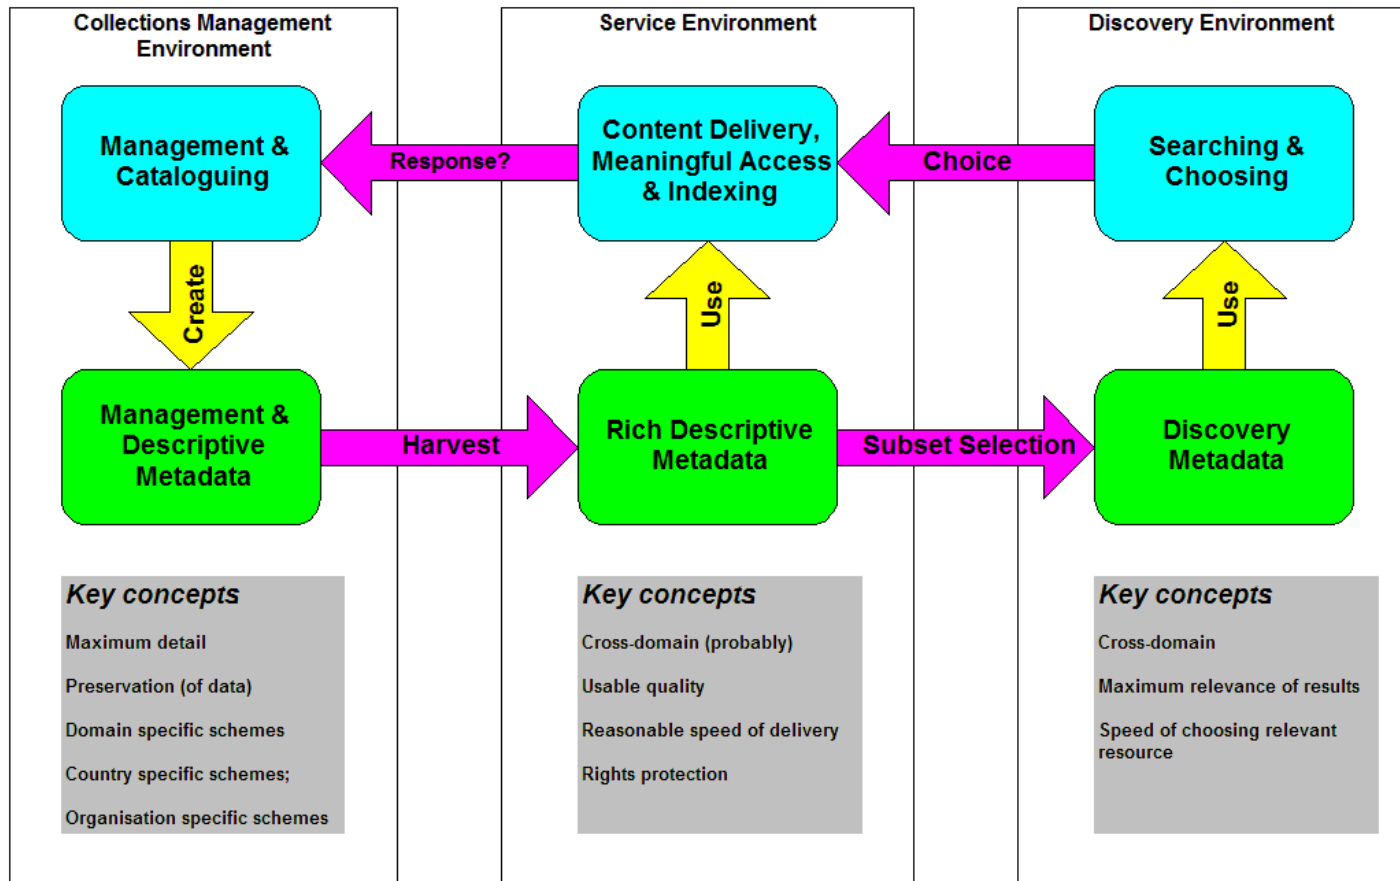 Collections Management
Environment
Service Environment
Discovery Environment
Management &
Cataloguing
Response?
Content Delivery,
Meaningful Access
& Indexing
Choice
Searching &
Choosing
Create
Use
Use
Management &
Descriptive
Metadata
Harvest
Rich Descriptive
Metadata
Subset Selection
Discovery
Metadata
Key concepts:
Maximum detail
Preservation (of data)
Domain specific schemes
Country specific schemes;
Organisation specific schemes
Key concepts:
Cross-domain (probably)
Usable quality
Reasonable speed of delivery
Rights protection
Key concepts:
Cross-domain
Maximum relevance of results
Speed of choosing relevant
resource